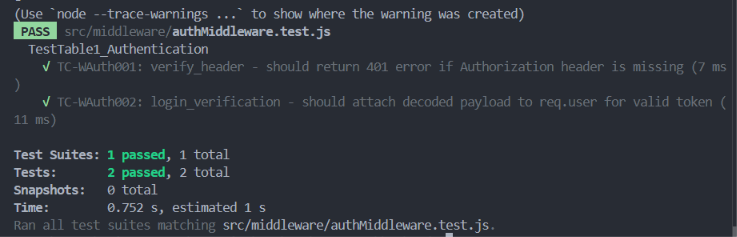 (Use `node --trace-warnings ...` to show where the warning was created)
PASS src/middleware/authMiddleware.test.js
TestTable1_Authentication
√ TC-WAuth001: verify_header - should return 401 error if Authorization header is missing (7 ms
)
√ TC-WAuth002: login_verification - should attach decoded payload to req.user for valid token (
11 ms)
Test Suites: 1 passed, 1 total
Tests: 2 passed, 2 total
Snapshots: 0 total
Time: 0.752 s, estimated 1 s
Ran all test suites matching src/middleware/authMiddleware.test.js.